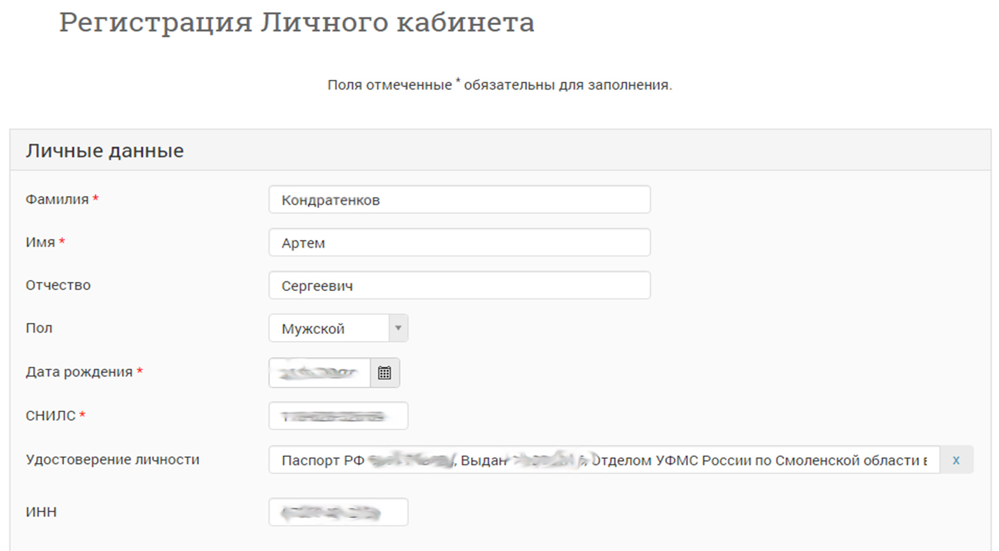 Регистрация Личного кабинета
Поля отмеченные * обязательны для заполнения.
Личные данные
Фамилия * Кондратенков
Имя * Артем
Отчество Сергеевич
Пол Мужской
Дата рождения *
СНИЛС *
Удостоверение личности Паспорт РФ , Выдан , Отделом УФМС России по Смоленской области в x
ИНН